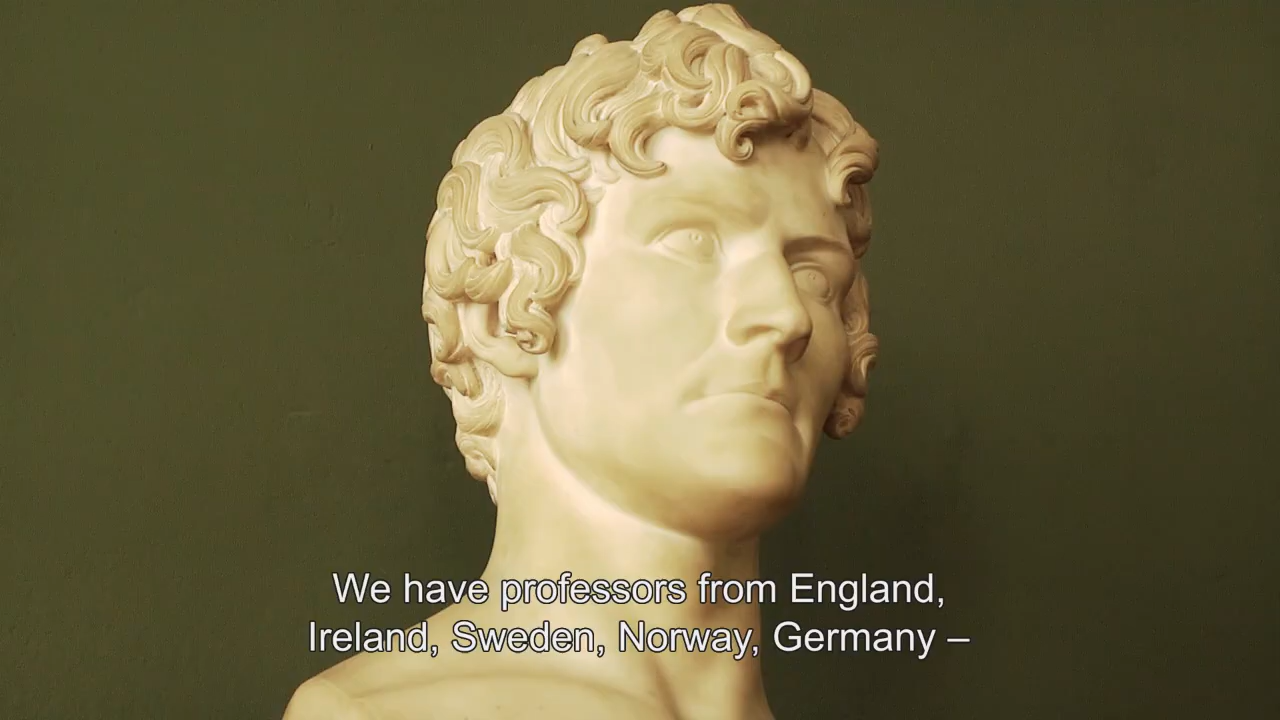 We have professors from England,
Ireland, Sweden, Norway, Germany –